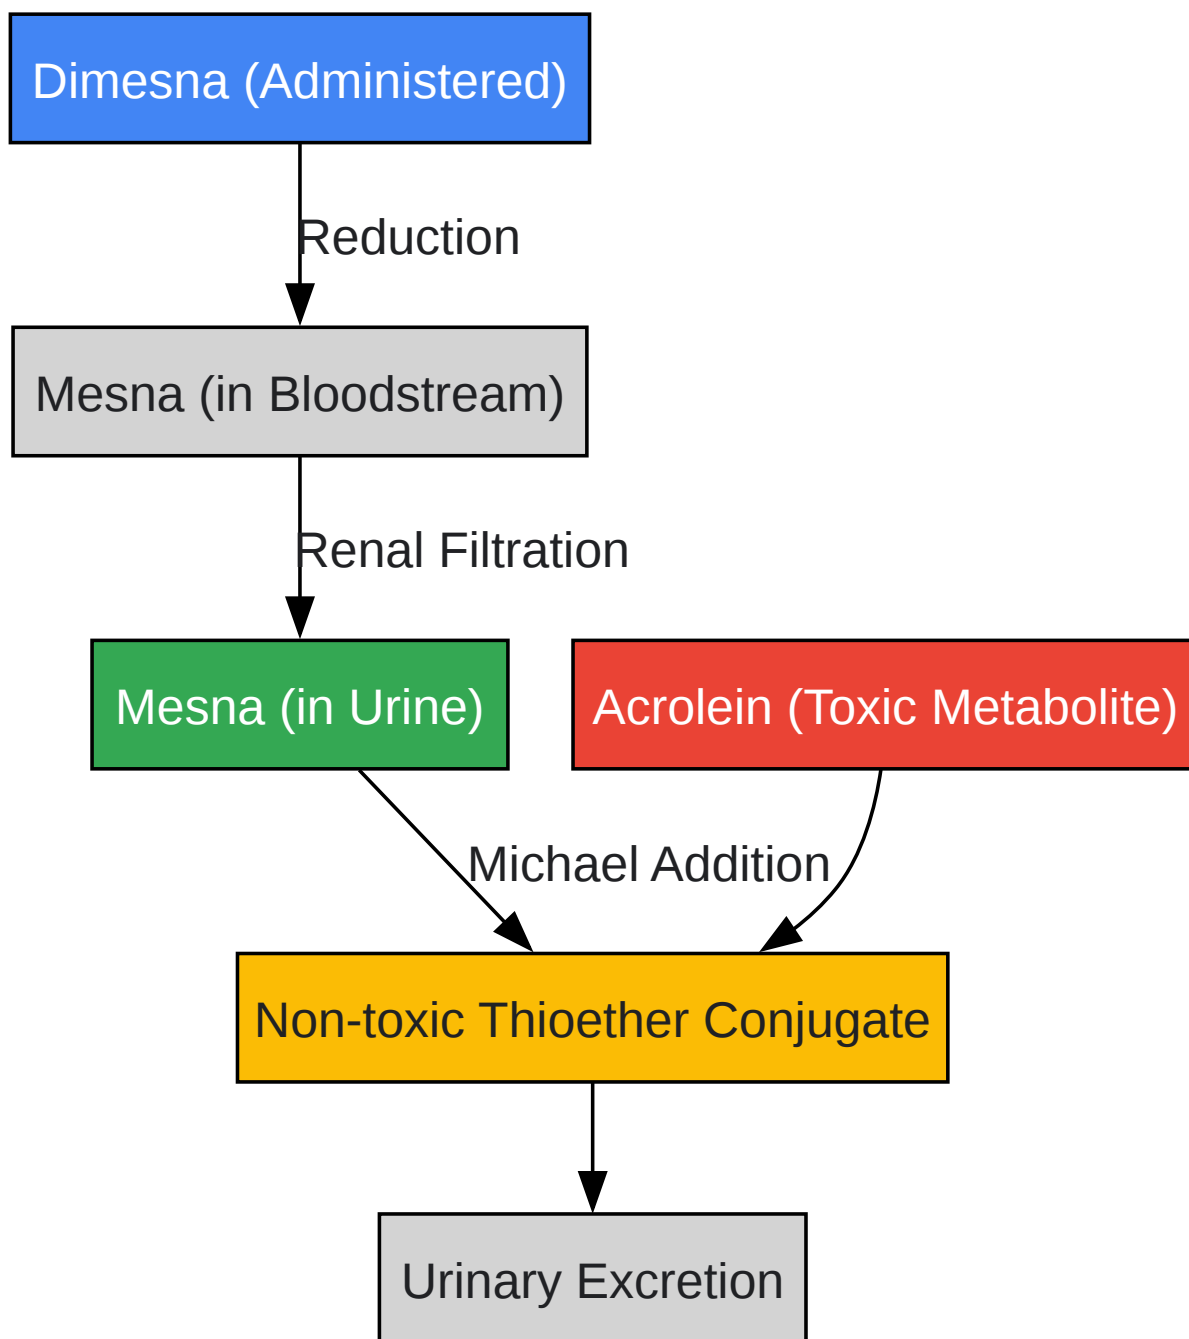 Dimesna (Administered)
Reduction
Mesna (in Bloodstream)
Renal Filtration
Mesna (in Urine)
Acrolein (Toxic Metabolite)
Michael Addition
Non-toxic Thioether Conjugate
Urinary Excretion